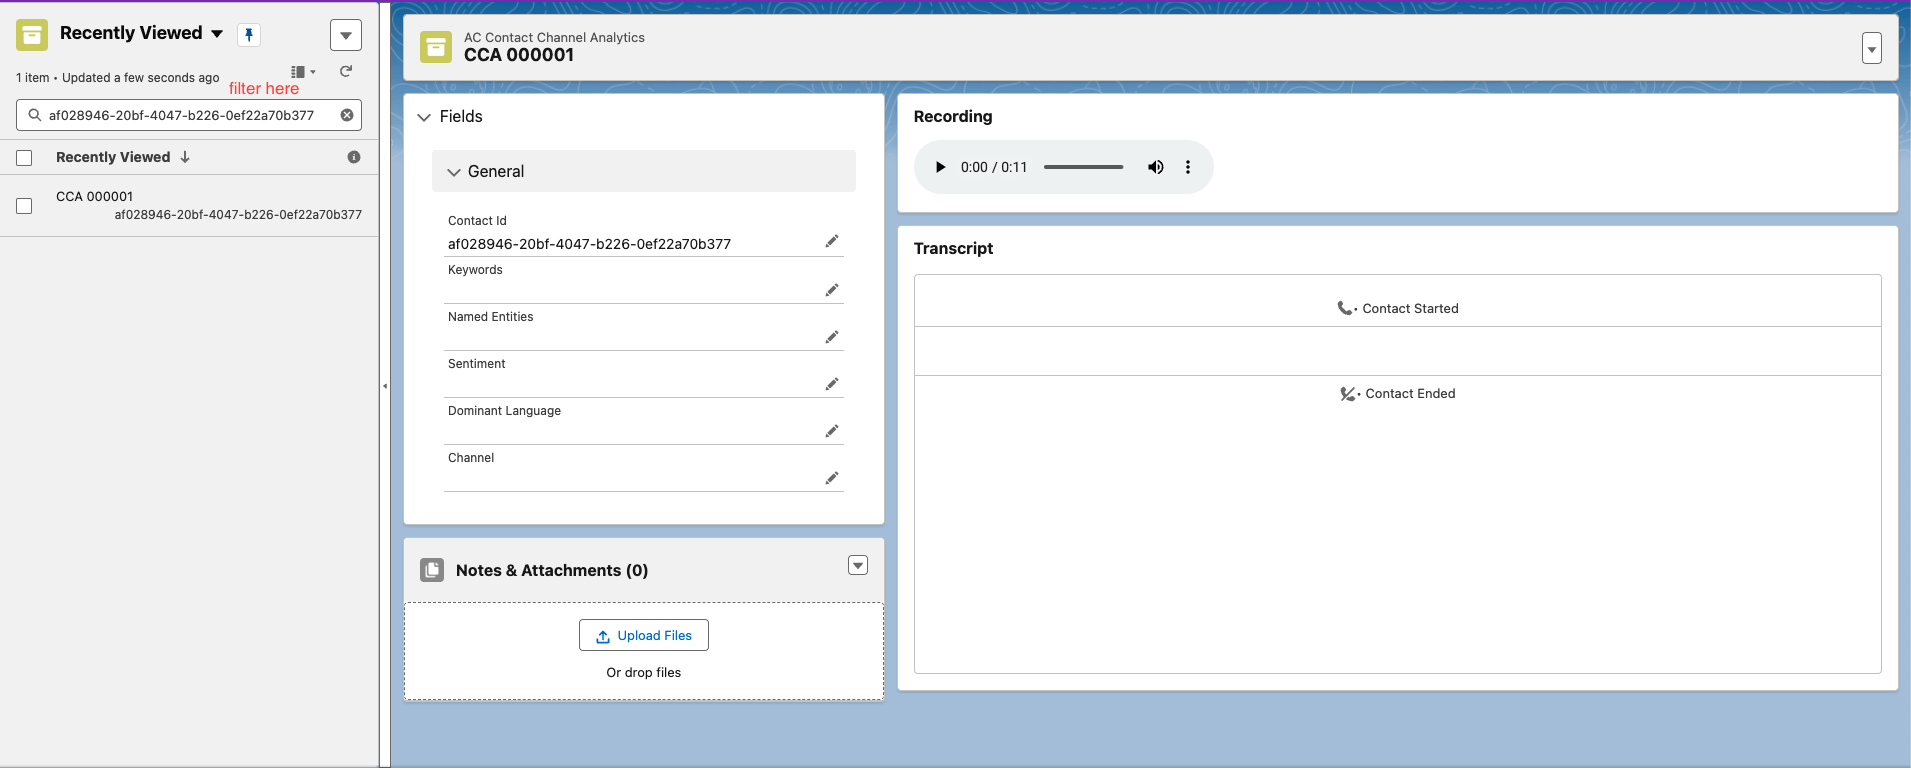 Recently Viewed
1 item • Updated a few seconds ago
filter here
af028946-20bf-4047-b226-0ef22a70b377
Recently Viewed
CCA 000001
af028946-20bf-4047-b226-0ef22a70b377
AC Contact Channel Analytics
CCA 000001
Fields
General
Contact Id
af028946-20bf-4047-b226-0ef22a70b377
Keywords
Named Entities
Sentiment
Dominant Language
Channel
Notes & Attachments (0)
Upload Files
Or drop files
Recording
0:00 / 0:11
Transcript
• Contact Started
• Contact Ended